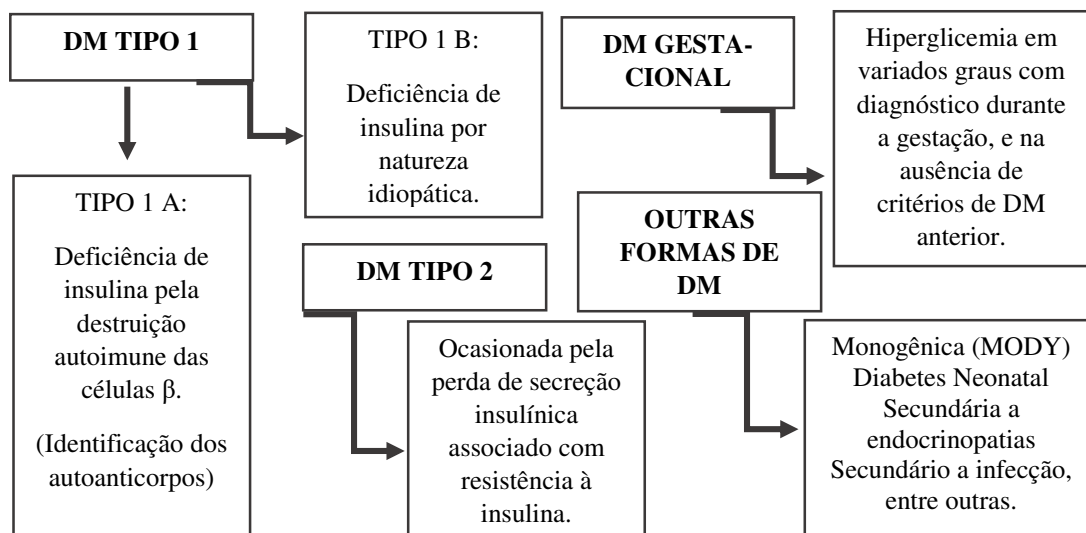 DM TIPO 1
TIPO 1 A:
Deficiência de
insulina pela
destruição
autoimune das
células β.
(Identificação dos
autoanticorpos)
TIPO 1 B:
Deficiência de
insulina por
natureza
idiopática.
DM TIPO 2
Ocasionada pela
perda de secreção
insulínica
associado com
resistência à
insulina.
DM GESTA-
CIONAL
Hiperglicemia em
variados graus com
diagnóstico durante
a gestação, e na
ausência de
critérios de DM
anterior.
OUTRAS
FORMAS DE
DM
Monogênica (MODY)
Diabetes Neonatal
Secundária a
endocrinopatias
Secundário a infecção,
entre outras.